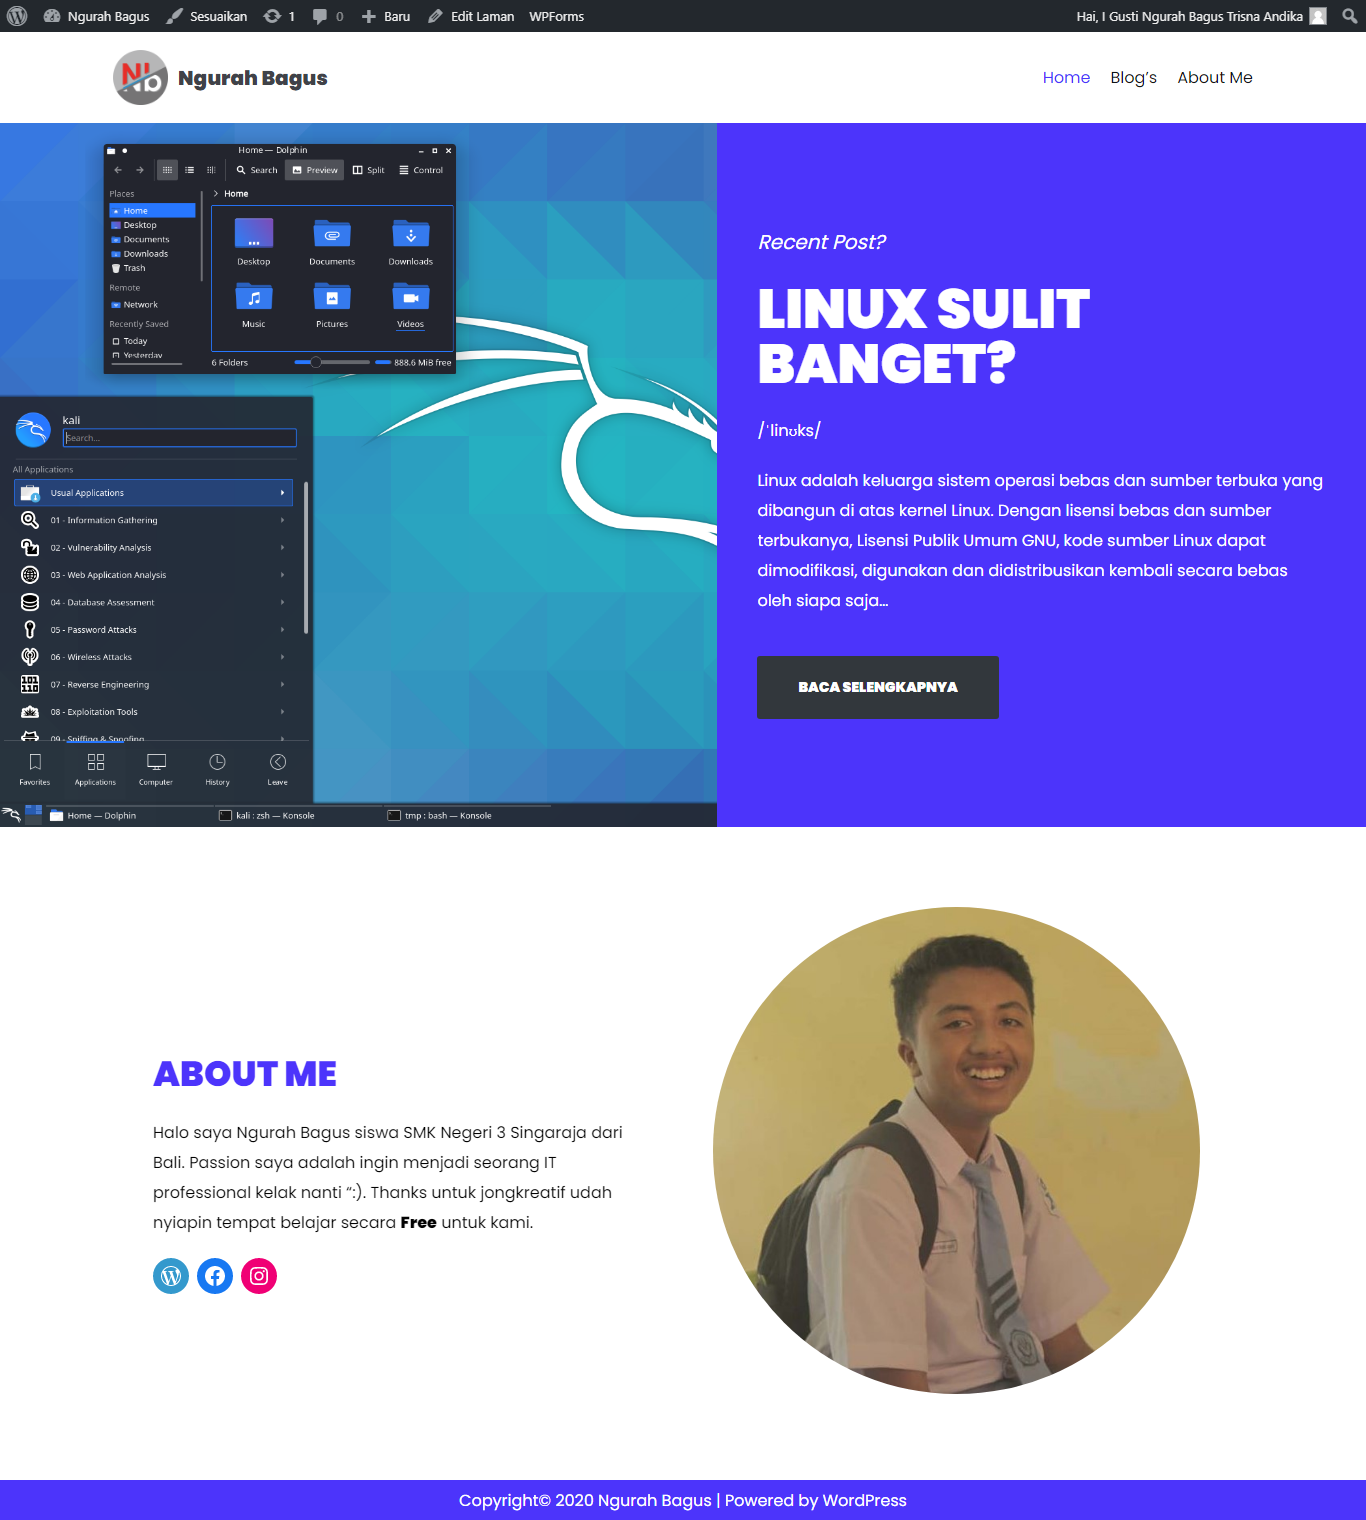 Ngurah Bagus Sesuaikan 1 0 Baru Edit Laman WPForms Hai, I Gusti Ngurah Bagus Trisna Andika
Nb Ngurah Bagus Home Blog’s About Me
Home — Dolphin
Search Preview Split Control
Places
Home
Desktop
Documents
Downloads
Trash
Remote
Network
Recently Saved
Today
Yesterday
Home
Desktop Documents Downloads
Music Pictures Videos
6 Folders 888.6 MiB free
kali
Search...
All Applications
Usual Applications
01 - Information Gathering
02 - Vulnerability Analysis
03 - Web Application Analysis
04 - Database Assessment
05 - Password Attacks
06 - Wireless Attacks
07 - Reverse Engineering
08 - Exploitation Tools
09 - Sniffing & Spoofing
Favorites Applications Computer History Leave
Home — Dolphin kali : zsh — Konsole tmp : bash — Konsole
Recent Post?
LINUX SULIT
BANGET?
/ˈlinʊks/
Linux adalah keluarga sistem operasi bebas dan sumber terbuka yang
dibangun di atas kernel Linux. Dengan lisensi bebas dan sumber
terbukanya, Lisensi Publik Umum GNU, kode sumber Linux dapat
dimodifikasi, digunakan dan didistribusikan kembali secara bebas
oleh siapa saja…
BACA SELENGKAPNYA
ABOUT ME
Halo saya Ngurah Bagus siswa SMK Negeri 3 Singaraja dari
Bali. Passion saya adalah ingin menjadi seorang IT
professional kelak nanti “:). Thanks untuk jongkreatif udah
nyiapin tempat belajar secara Free untuk kami.
Copyright© 2020 Ngurah Bagus | Powered by WordPress